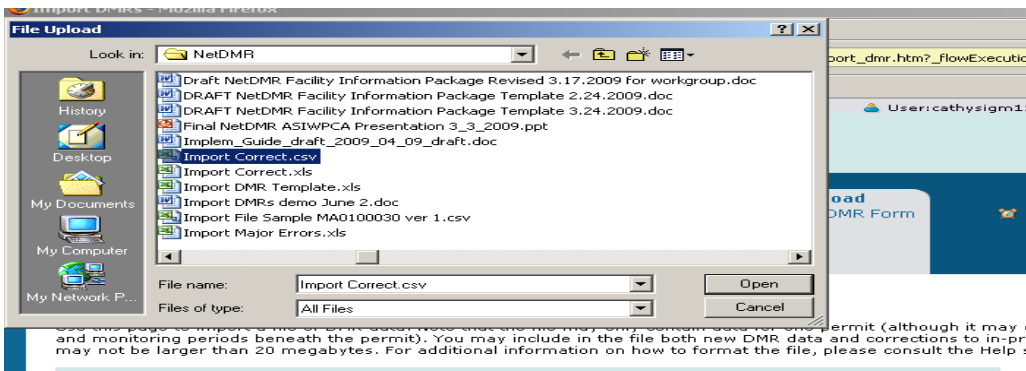 Import DMRs - Mozilla Firefox
File Upload
Look in: NetDMR
port_dmr.htm?_flowExecutio
History
Desktop
My Documents
My Computer
My Network P...
Draft NetDMR Facility Information Package Revised 3.17.2009 for workgroup.doc
DRAFT NetDMR Facility Information Package Template 2.24.2009.doc
DRAFT NetDMR Facility Information Package Template 3.24.2009.doc
Final NetDMR ASIWPCA Presentation 3_3_2009.ppt
Implem_Guide_draft_2009_04_09_draft.doc
Import Correct.csv
Import Correct.xls
Import DMR Template.xls
Import DMRs demo June 2.doc
Import File Sample MA0100030 ver 1.csv
Import Major Errors.xls
User:cathysigm1
oad
DMR Form
File name: Import Correct.csv Open
Files of type: All Files Cancel
Use this page to import a file of DMR data. Note that the file may only contain data for one permit (although it may
and monitoring periods beneath the permit). You may include in the file both new DMR data and corrections to in-pr
may not be larger than 20 megabytes. For additional information on how to format the file, please consult the Help s